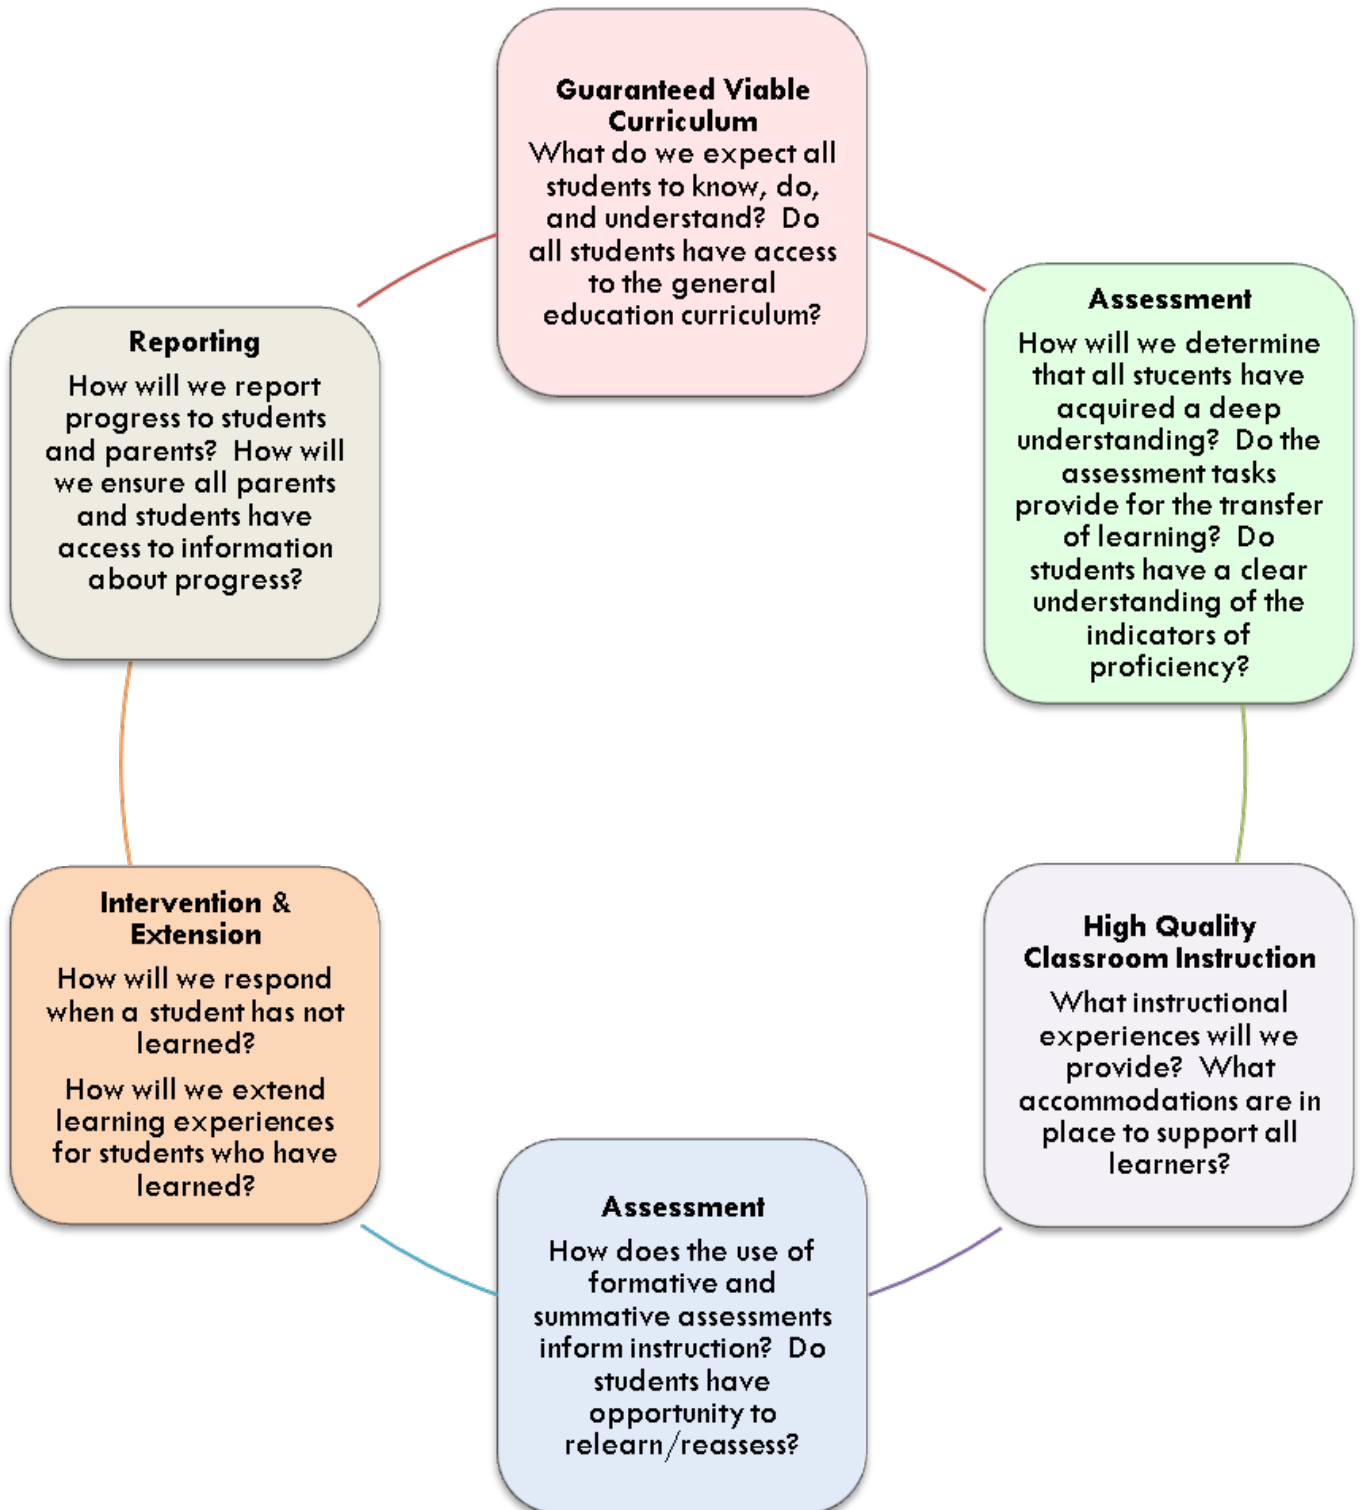 Guaranteed Viable
Curriculum
What do we expect all
students to know, do,
and understand? Do
all students have access
to the general
education curriculum?
Assessment
How will we determine
that all stucents have
acquired a deep
understanding? Do the
assessment tasks
provide for the transfer
of learning? Do
students have a clear
understanding of the
indicators of
proficiency?
High Quality
Classroom Instruction
What instructional
experiences will we
provide? What
accommodations are in
place to support all
learners?
Assessment
How does the use of
formative and
summative assessments
inform instruction? Do
students have
opportunity to
relearn/reassess?
Intervention &
Extension
How will we respond
when a student has not
learned?
How will we extend
learning experiences
for students who have
learned?
Reporting
How will we report
progress to students
and parents? How will
we ensure all parents
and students have
access to information
about progress?